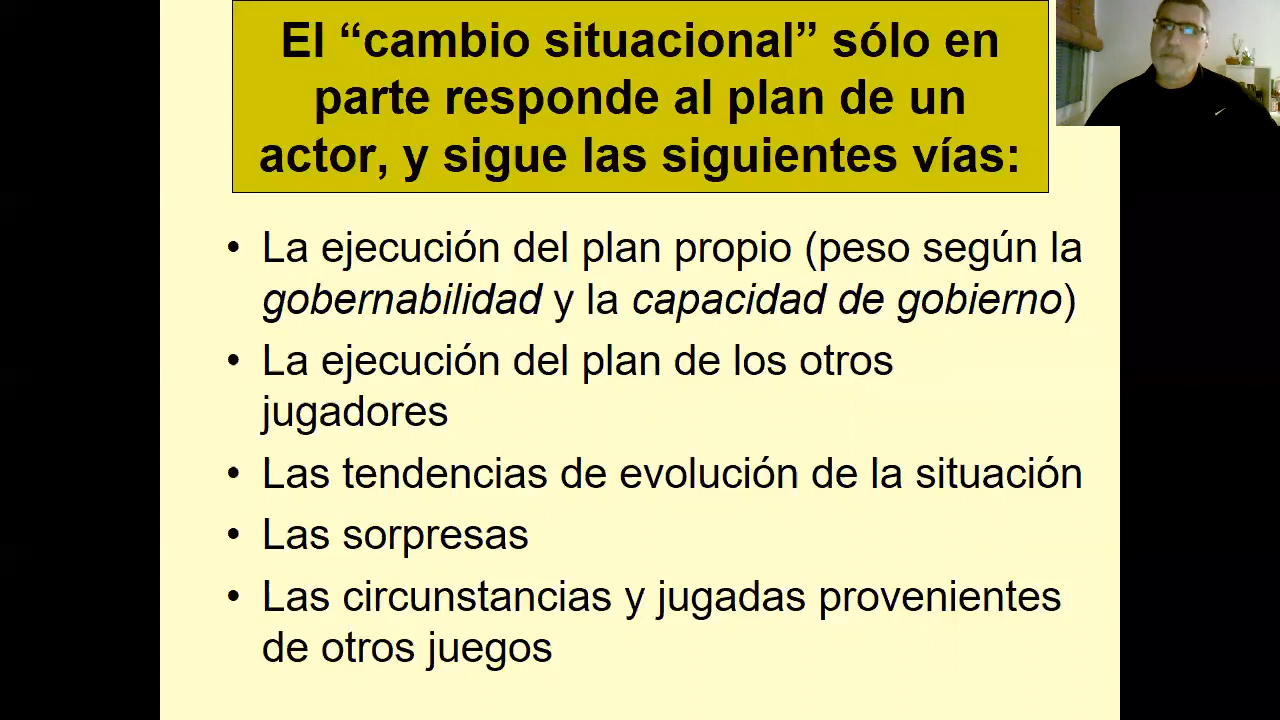 El “cambio situacional” sólo en
parte responde al plan de un
actor, y sigue las siguientes vías:
• La ejecución del plan propio (peso según la
gobernabilidad y la capacidad de gobierno)
• La ejecución del plan de los otros
jugadores
• Las tendencias de evolución de la situación
• Las sorpresas
• Las circunstancias y jugadas provenientes
de otros juegos